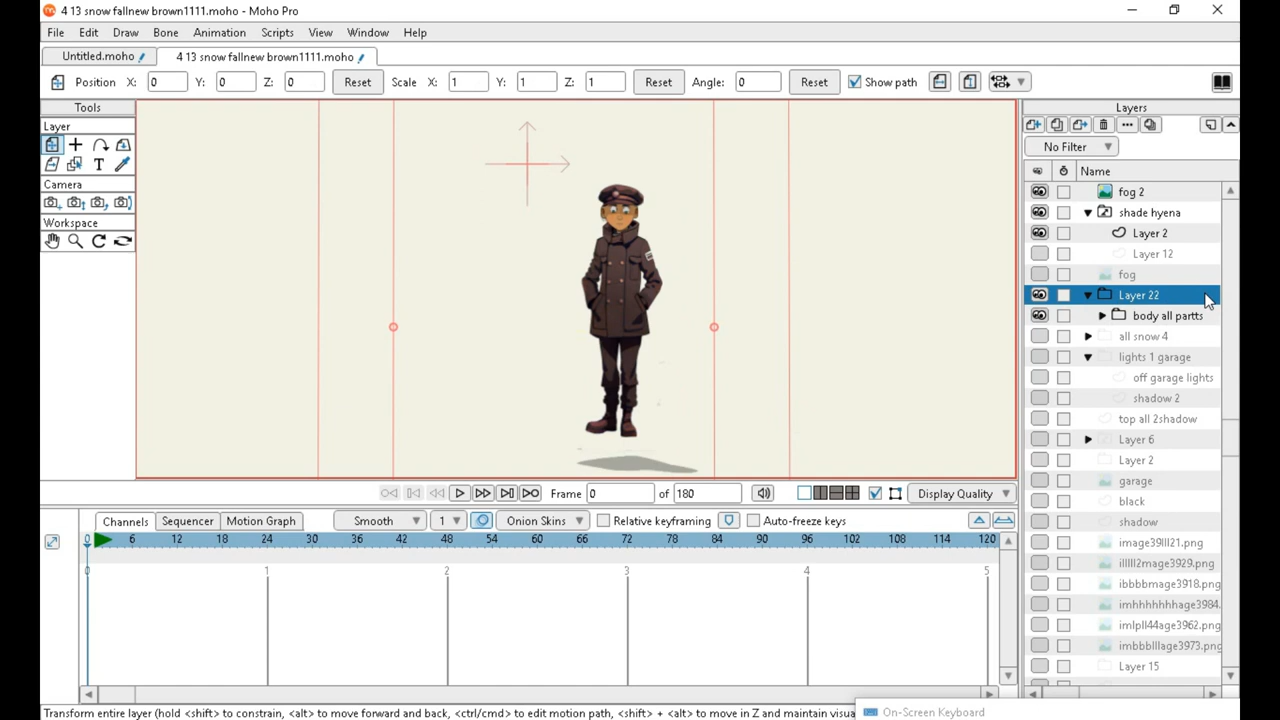 4 13 snow fallnew brown1111.moho - Moho Pro
File Edit Draw Bone Animation Scripts View Window Help
Untitled.moho 4 13 snow fallnew brown1111.moho
Position X: 0 Y: 0 Z: 0 Reset Scale X: 1 Y: 1 Z: 1 Reset Angle: 0 Reset Show path
Tools
Layer
T
Camera
Workspace
Layers
No Filter
Name
fog 2
shade hyena
Layer 2
Layer 12
fog
Layer 22
body all partts
all snow 4
lights 1 garage
off garage lights
shadow 2
top all 2shadow
Layer 6
Layer 2
garage
black
shadow
image39lll21.png
illlll2mage3929.png
ibbbbmage3918.png
imhhhhhhage3984.
imlpll44age3962.png
imbbblllage3973.png
Layer 15
Frame 0 of 180 Display Quality
Channels Sequencer Motion Graph Smooth 1 Onion Skins Relative keyframing Auto-freeze keys
0 6 12 18 24 30 36 42 48 54 60 66 72 78 84 90 96 102 108 114 120
0 1 2 3 4 5
Transform entire layer (hold <shift> to constrain, <alt> to move forward and back, <ctrl/cmd> to edit motion path, <shift> + <alt> to move in Z and maintain visua
On-Screen Keyboard